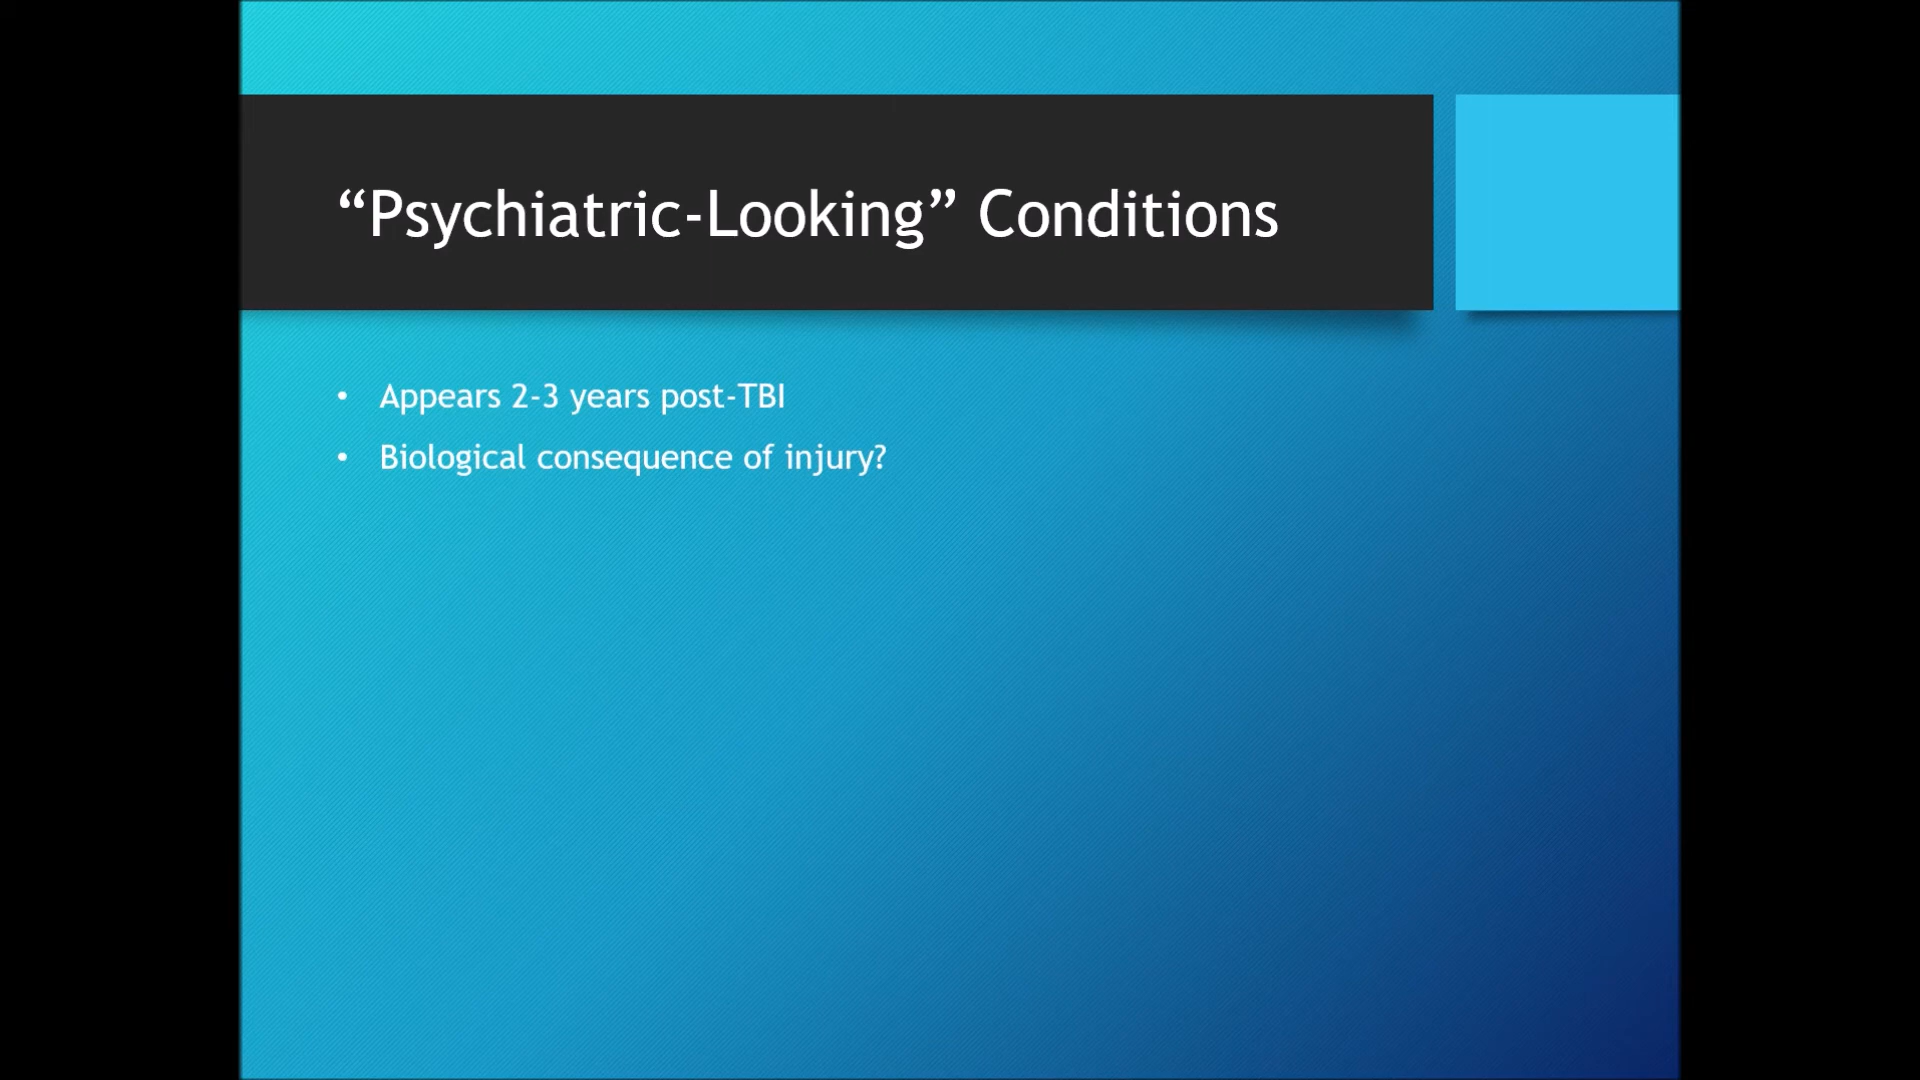 “Psychiatric-Looking” Conditions
• Appears 2-3 years post-TBI
• Biological consequence of injury?